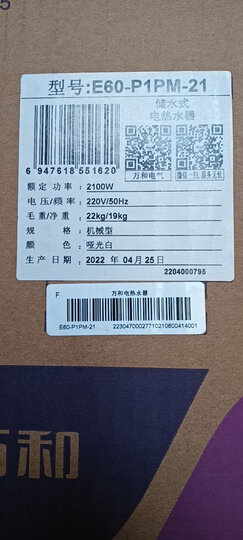 型号:E60-P1PM-21
储水式
电热水器
6 947618 551620
万和电气
微信一扫,服务无忧
额定功率: 2100W
电压/频率: 220V/50Hz
毛重/净重: 22kg/19kg
规格: 机械型
颜色: 哑光白
生产日期: 2022 年 04 月 25 日
2204000795
F 万和电热水器
E60-P1PM-21 2230470002771021060041４001
和